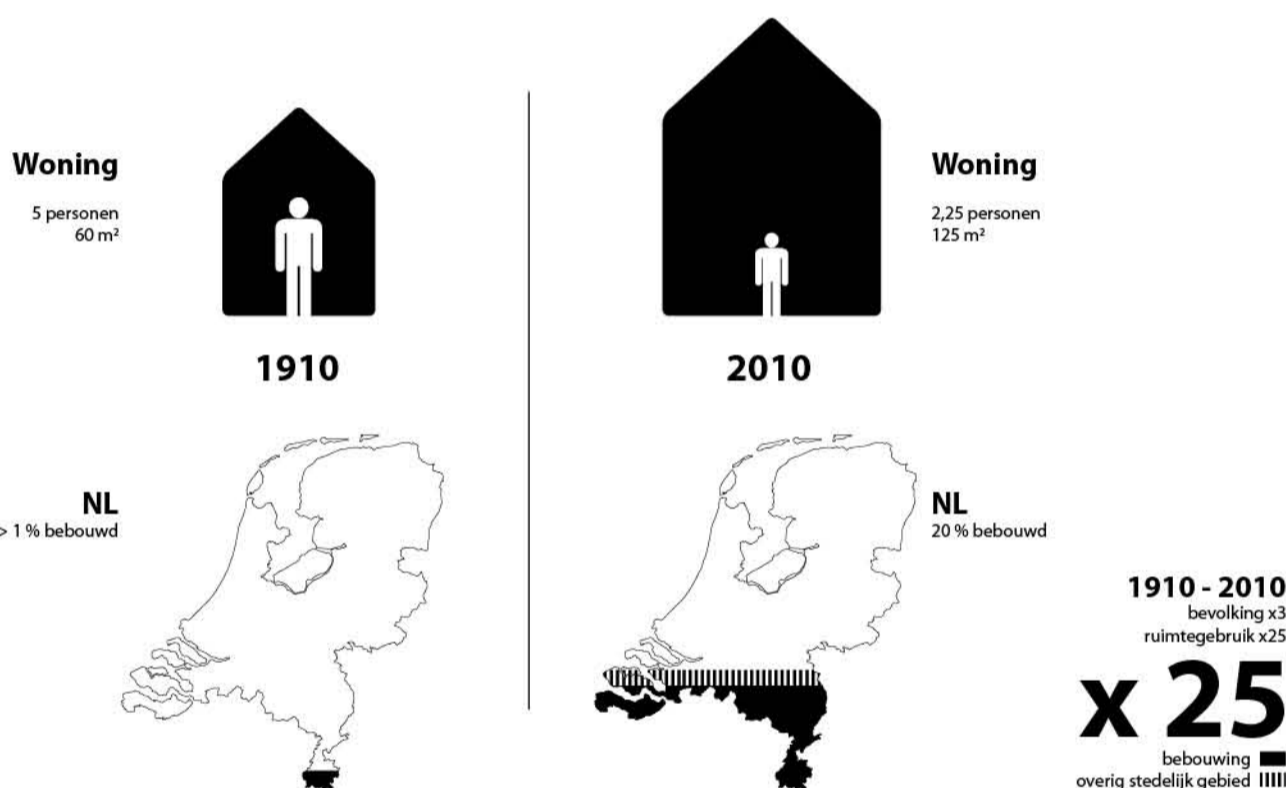 Woning
5 personen
60 m²
1910
NL
> 1 % bebouwd
Woning
2,25 personen
125 m²
2010
NL
20 % bebouwd
1910 - 2010
bevolking x3
ruimtegebruik x25
x 25
bebouwing
overig stedelijk gebied